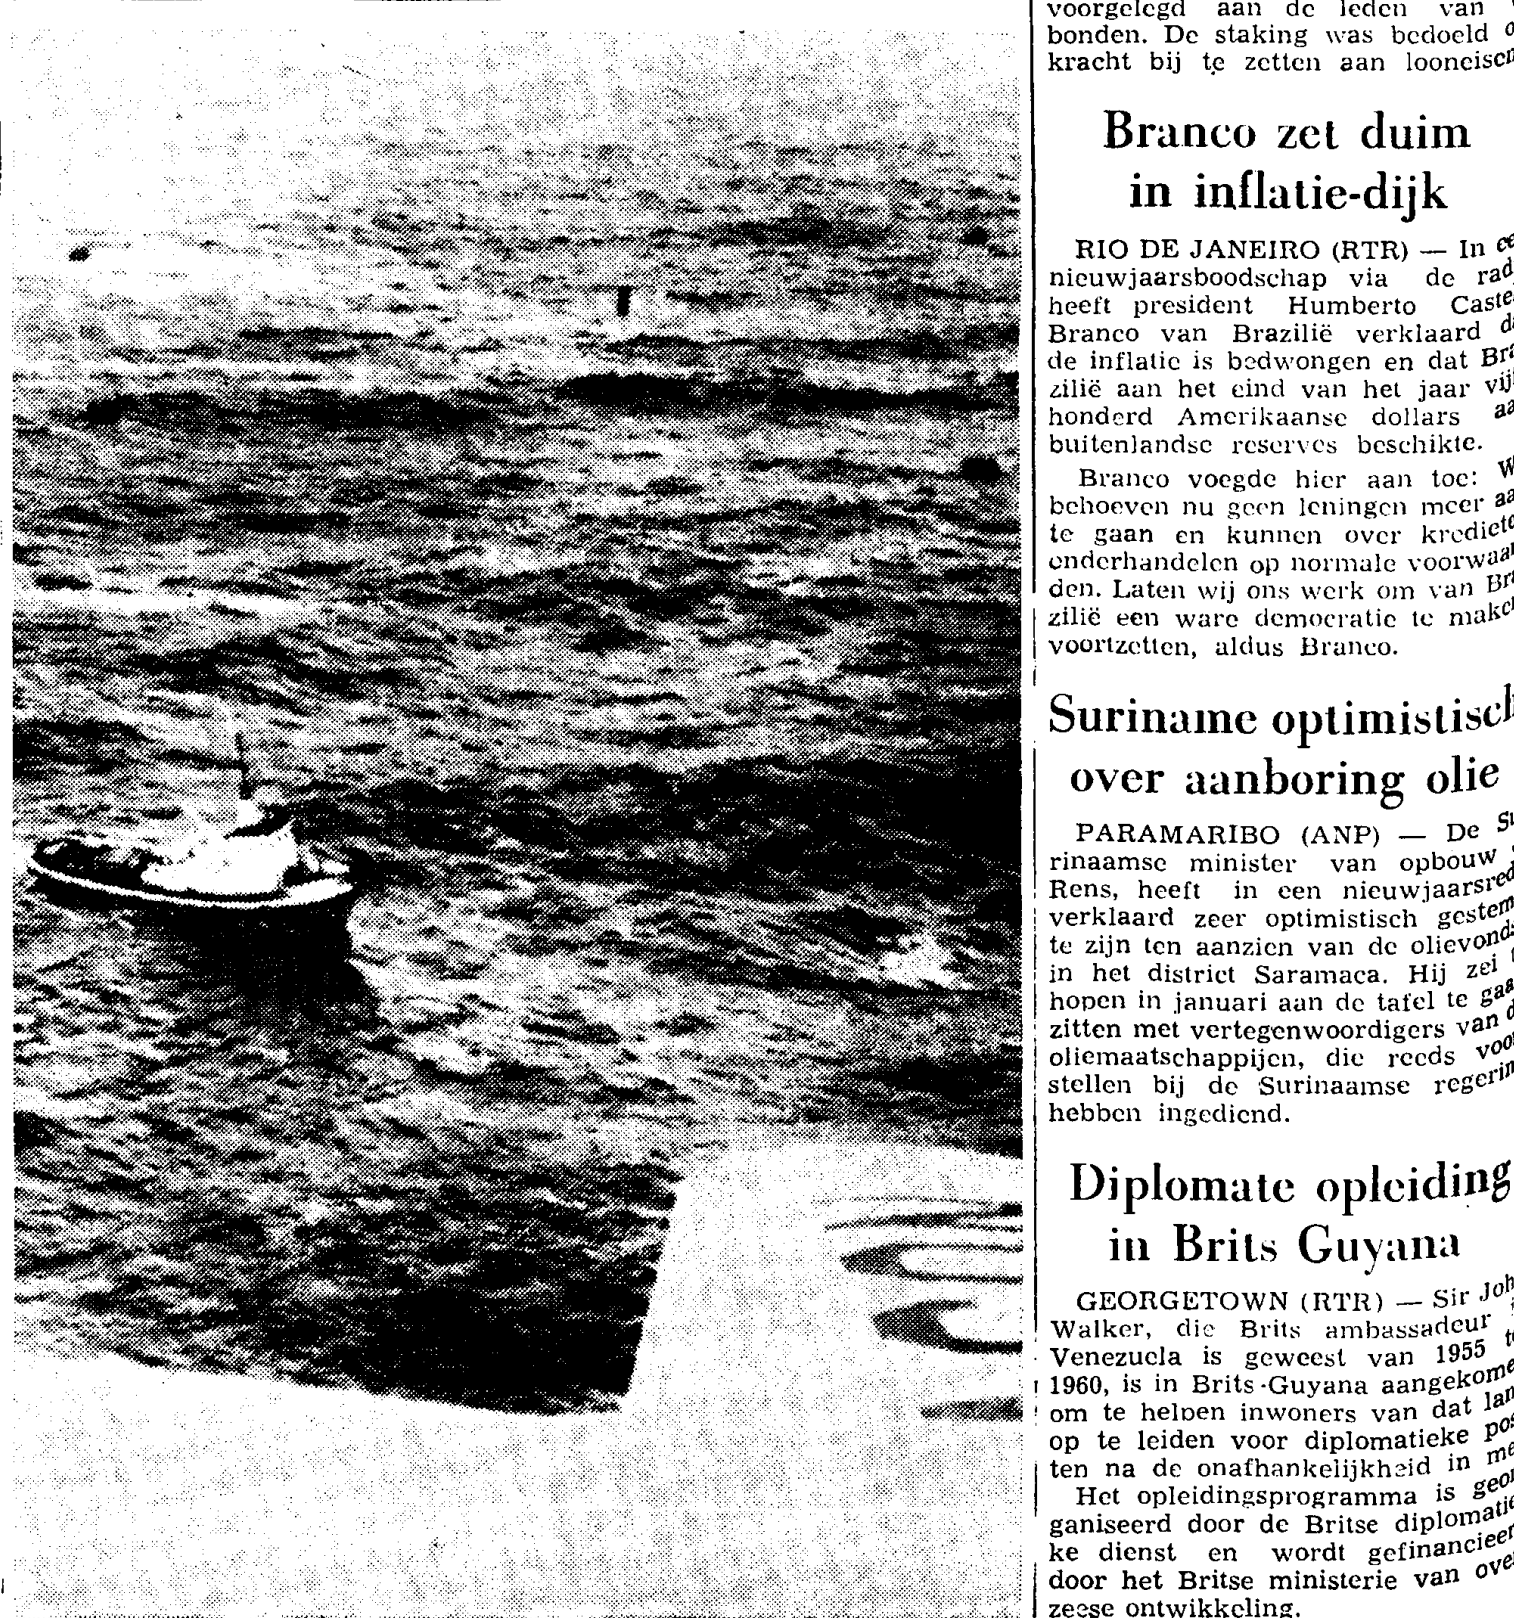 voorgelegd aan de leden van
bonden. De staking was bedoeld
kracht bij te zetten aan looneisen
Branco zet duim
in inflatie-dijk
RIO DE JANEIRO (RTR) — In
nieuwjaarsboodschap via de
heeft president Humberto
Branco van Brazilië verklaard
de inflatie is bedwongen en dat Bra
zilië aan het eind van het jaar
honderd Amerikaanse dollars
buitenlandse reserves beschikte.
Branco voegde hier aan toe:
behoeven nu geen leningen meer
te gaan en kunnen over
onderhandelen op normale
den. Laten wij ons werk om van Bra
zilië een ware democratie te
voortzetten, aldus Branco.
Suriname optimistisch
over aanboring olie
PARAMARIBO (ANP) — De Su
rinaamse minister van opbouw
Rens, heeft in een
verklaard zeer optimistisch
te zijn ten aanzien van de
in het district Saramaca. Hij zei
hopen in januari aan de tafel te
zitten met vertegenwoordigers van
oliemaatschappijen, die reeds voor
stellen bij de Surinaamse
hebben ingediend.
Diplomate opleiding
in Brits Guyana
GEORGETOWN (RTR) — Sir
Walker, die Brits ambassadeur
Venezuela is geweest van 1955
1960, is in Brits-Guyana
om te helpen inwoners van dat
op te leiden voor diplomatieke pos
ten na de onafhankelijkheid in
Het opleidingsprogramma is geor
ganiseerd door de Britse diplomatie
ke dienst en wordt
door het Britse ministerie van over
zeese ontwikkeling.